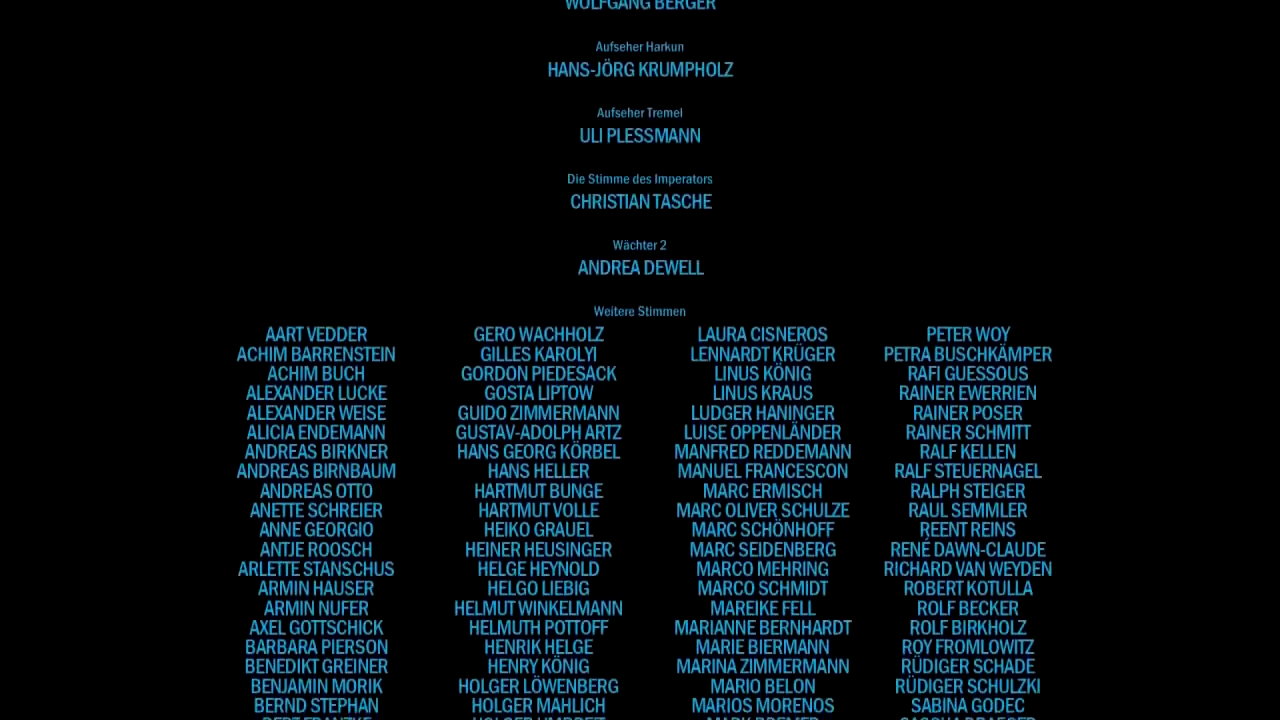 WOLFGANG BERGER
Aufseher Harkun
HANS-JÖRG KRUMPHOLZ
Aufseher Tremel
ULI PLESSMANN
Die Stimme des Imperators
CHRISTIAN TASCHE
Wächter 2
ANDREA DEWELL
Weitere Stimmen
AART VEDDER GERO WACHHOLZ LAURA CISNEROS PETER WOY
ACHIM BARRENSTEIN GILLES KAROLYI LENNARDT KRÜGER PETRA BUSCHKÄMPER
ACHIM BUCH GORDON PIEDESACK LINUS KÖNIG RAFI GUESSOUS
ALEXANDER LUCKE GOSTA LIPTOW LINUS KRAUS RAINER EWERRIEN
ALEXANDER WEISE GUIDO ZIMMERMANN LUDGER HANINGER RAINER POSER
ALICIA ENDEMANN GUSTAV-ADOLPH ARTZ LUISE OPPENLÄNDER RAINER SCHMITT
ANDREAS BIRKNER HANS GEORG KÖRBEL MANFRED REDDEMANN RALF KELLEN
ANDREAS BIRNBAUM HANS HELLER MANUEL FRANCESCON RALF STEUERNAGEL
ANDREAS OTTO HARTMUT BUNGE MARC ERMISCH RALPH STEIGER
ANETTE SCHREIER HARTMUT VOLLE MARC OLIVER SCHULZE RAUL SEMMLER
ANNE GEORGIO HEIKO GRAUEL MARC SCHÖNHOFF REENT REINS
ANTJE ROOSCH HEINER HEUSINGER MARC SEIDENBERG RENÉ DAWN-CLAUDE
ARLETTE STANSCHUS HELGE HEYNOLD MARCO MEHRING RICHARD VAN WEYDEN
ARMIN HAUSER HELGO LIEBIG MARCO SCHMIDT ROBERT KOTULLA
ARMIN NUFER HELMUT WINKELMANN MAREIKE FELL ROLF BECKER
AXEL GOTTSCHICK HELMUTH POTTOFF MARIANNE BERNHARDT ROLF BIRKHOLZ
BARBARA PIERSON HENRIK HELGE MARIE BIERMANN ROY FROMLOWITZ
BENEDIKT GREINER HENRY KÖNIG MARINA ZIMMERMANN RÜDIGER SCHADE
BENJAMIN MORIK HOLGER LÖWENBERG MARIO BELON RÜDIGER SCHULZKI
BERND STEPHAN HOLGER MAHLICH MARIOS MORENOS SABINA GODEC